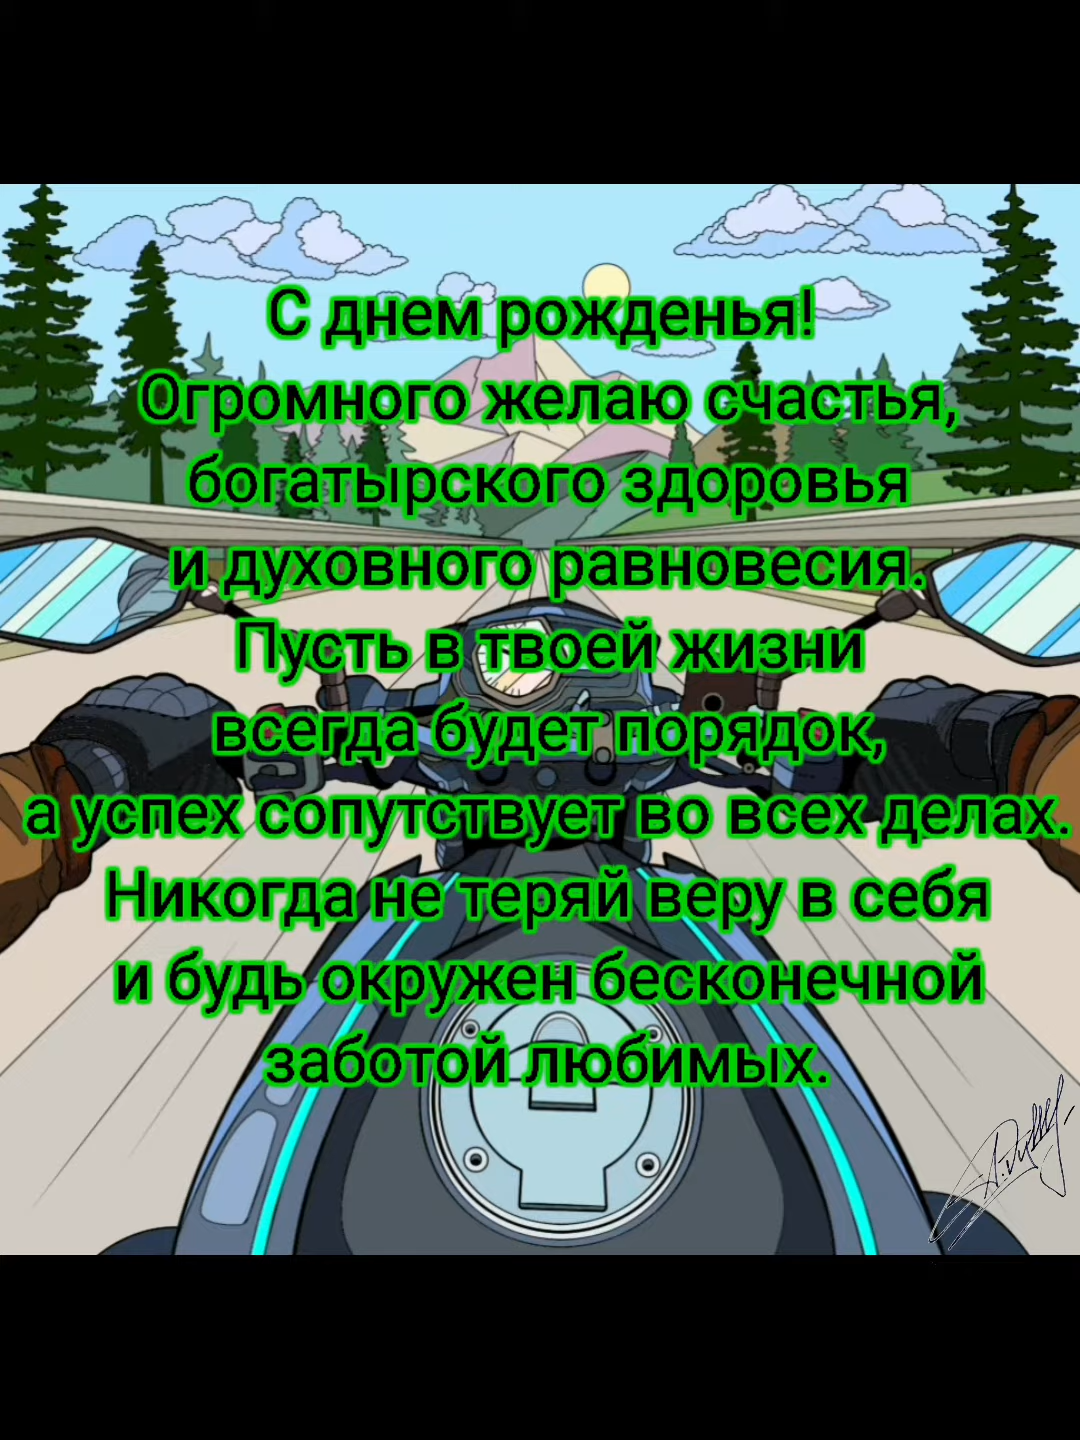 С днем рожденья!
Огромного желаю счастья,
богатырского здоровья
и духовного равновесия.
Пусть в твоей жизни
всегда будет порядок,
а успех сопутствует во всех делах.
Никогда не теряй веру в себя
и будь окружен бесконечной
заботой любимых.